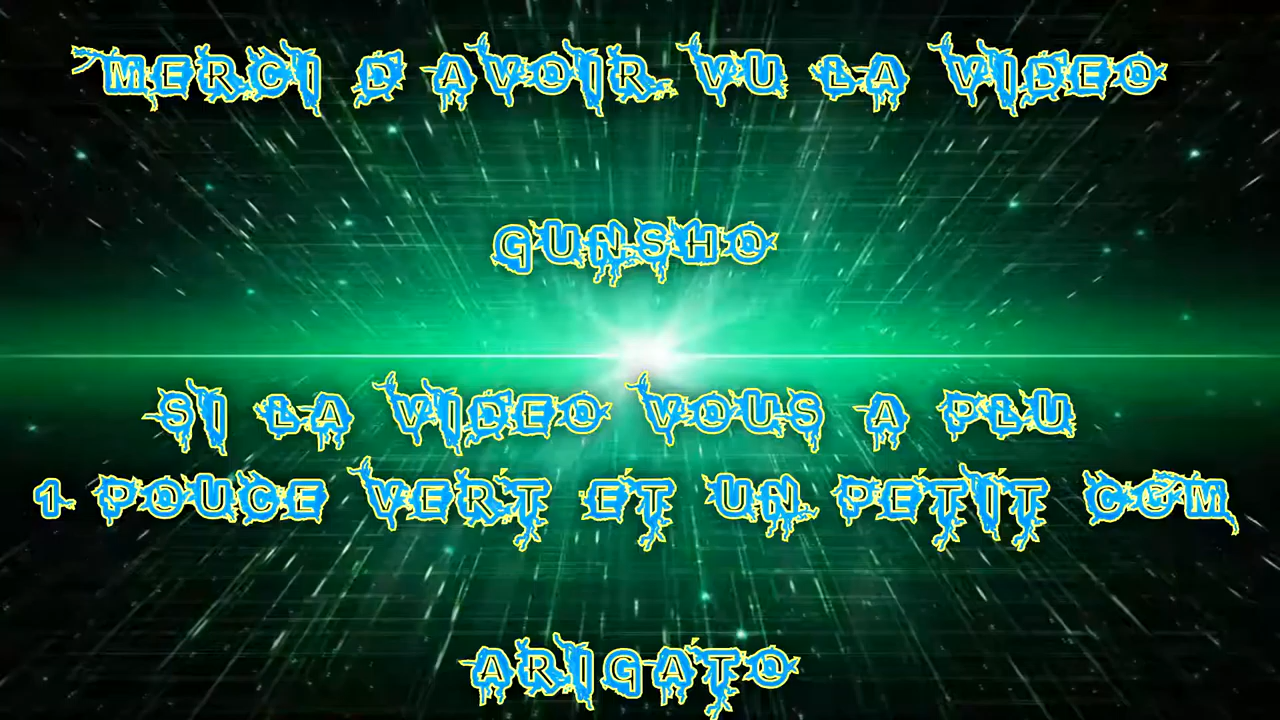 MERCI D AVOIR VU LA VIDEO
GUNSHO
SI LA VIDEO VOUS A PLU
1 POUCE VERT ET UN PETIT COM
ARIGATO